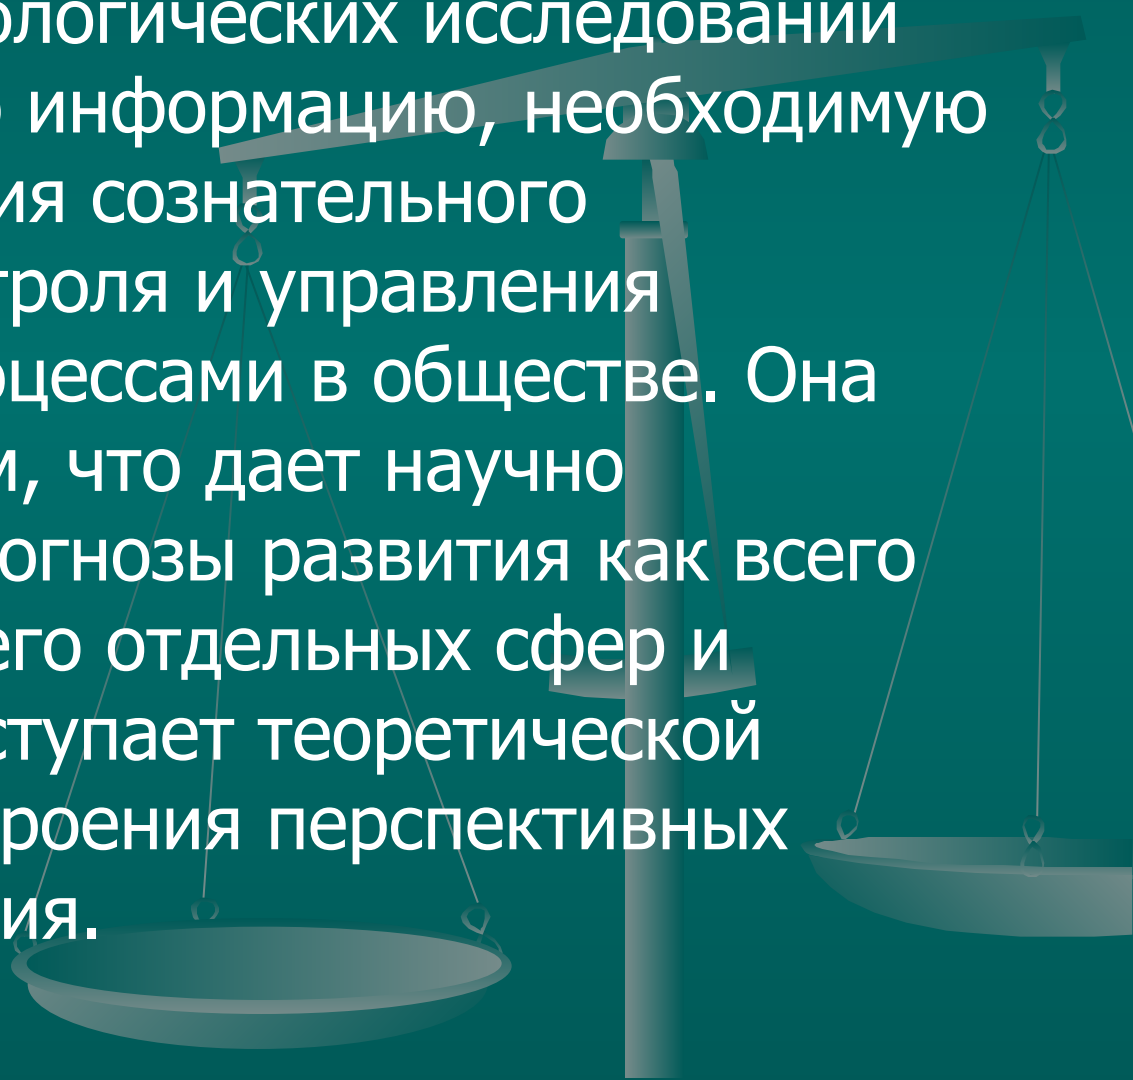 ологических исследований
информацию, необходимую
ия сознательного
троля и управления
оцессами в обществе. Она
м, что дает научно
огнозы развития как всего
его отдельных сфер и
ступает теоретической
роения перспективных
ия.